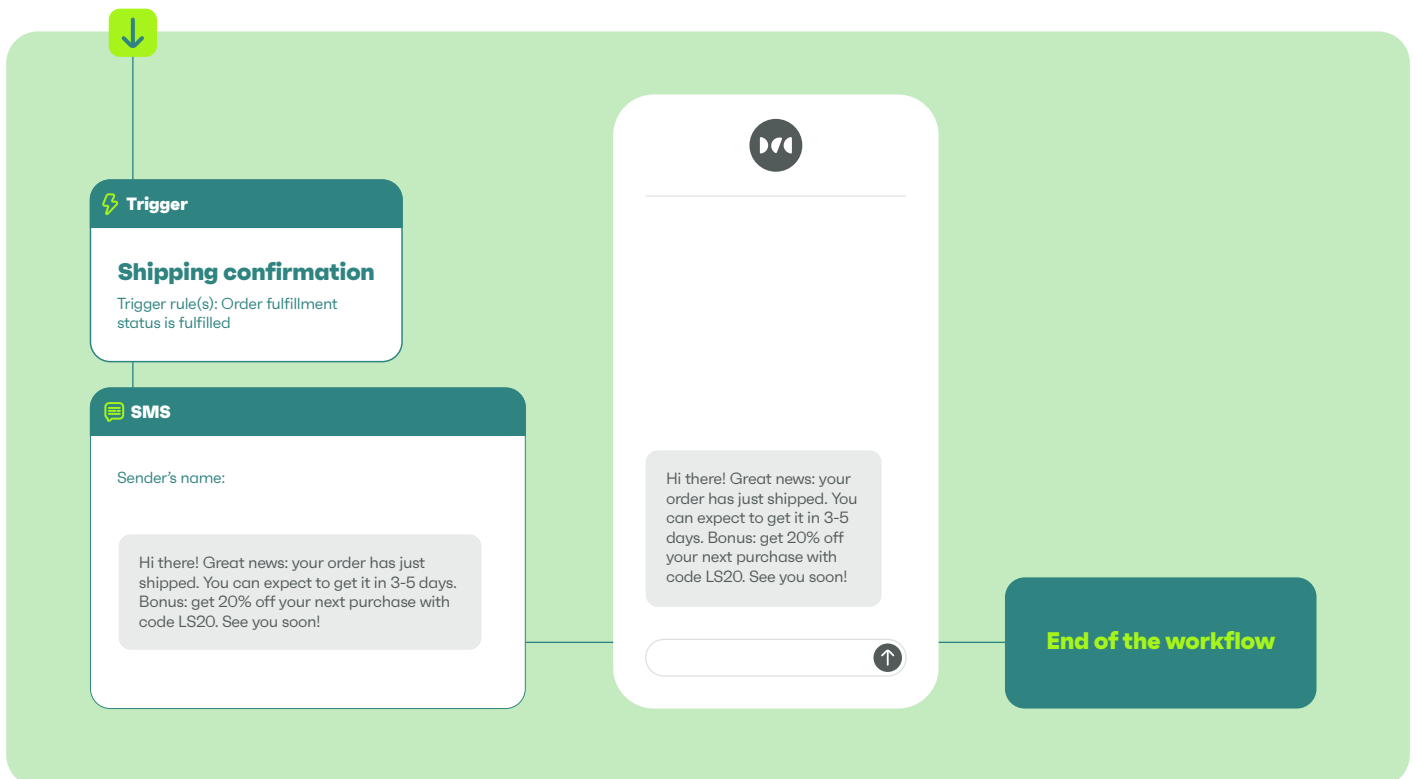 Trigger
Shipping confirmation
Trigger rule(s): Order fulfillment
status is fulfilled
SMS
Sender's name:
Hi there! Great news: your order has just
shipped. You can expect to get it in 3-5 days.
Bonus: get 20% off your next purchase with
code LS20. See you soon!
Hi there! Great news: your
order has just shipped. You
can expect to get it in 3-5
days. Bonus: get 20% off
your next purchase with
code LS20. See you soon!
End of the workflow